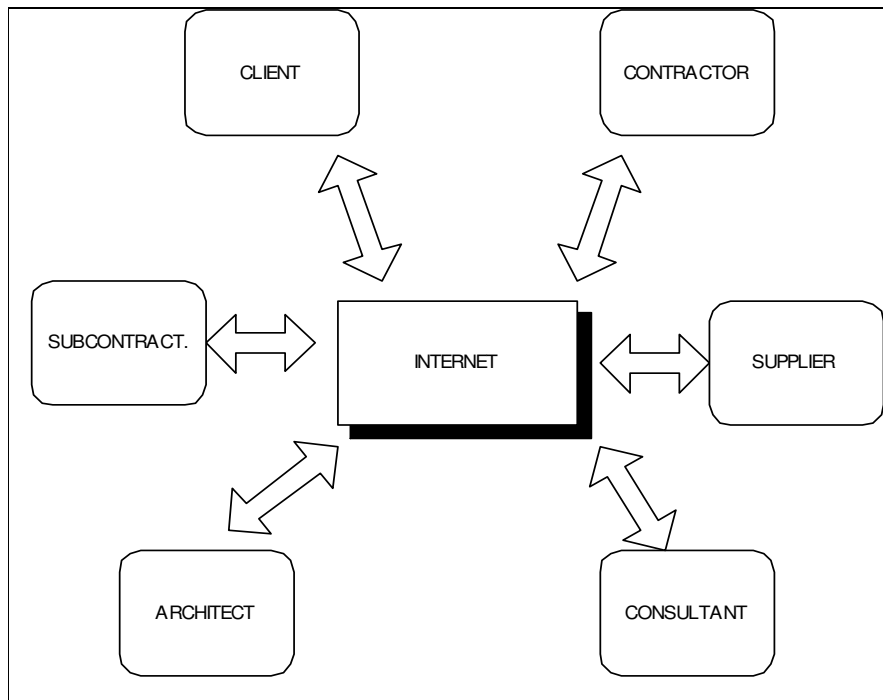 CLIENT
CONTRACTOR
SUBCONTRACT.
INTERNET
SUPPLIER
ARCHITECT
CONSULTANT